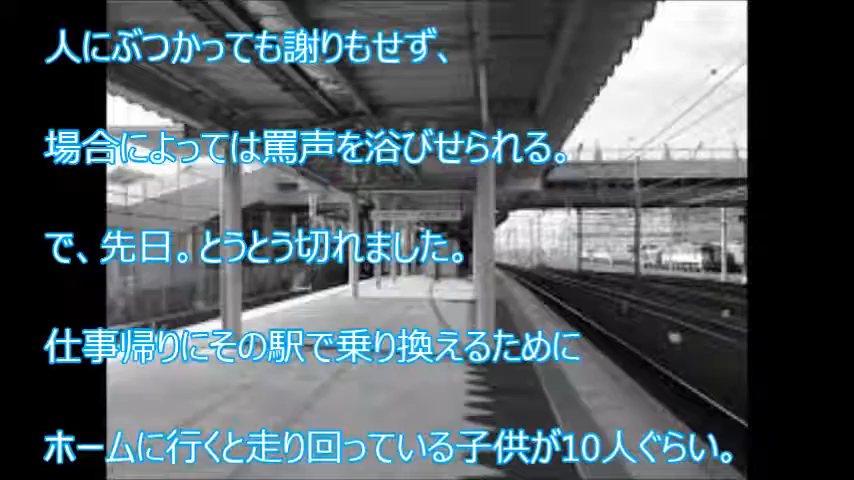 人にぶつかっても謝りもせず、
場合によっては罵声を浴びせられる。
で、先日。とうとう切れました。
仕事帰りにその駅で乗り換えるために
ホームに行くと走り回っている子供が10人ぐらい。